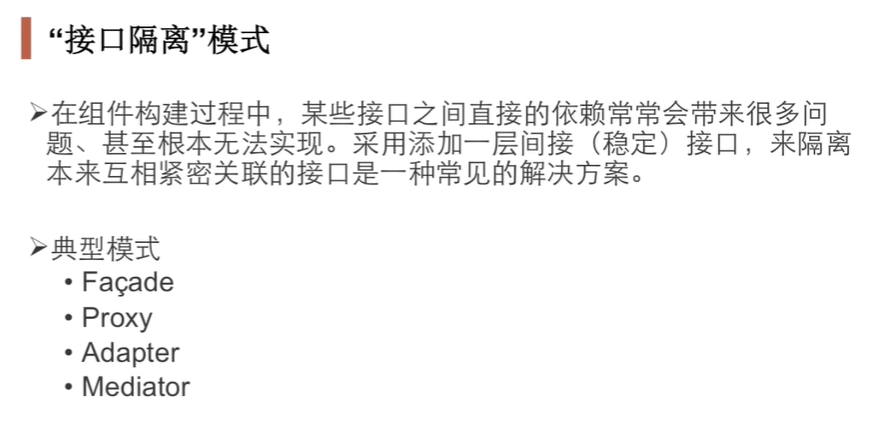 “接口隔离”模式
➢在组件构建过程中，某些接口之间直接的依赖常常会带来很多问
题、甚至根本无法实现。采用添加一层间接（稳定）接口，来隔离
本来互相紧密关联的接口是一种常见的解决方案。
➢典型模式
• Façade
• Proxy
• Adapter
• Mediator